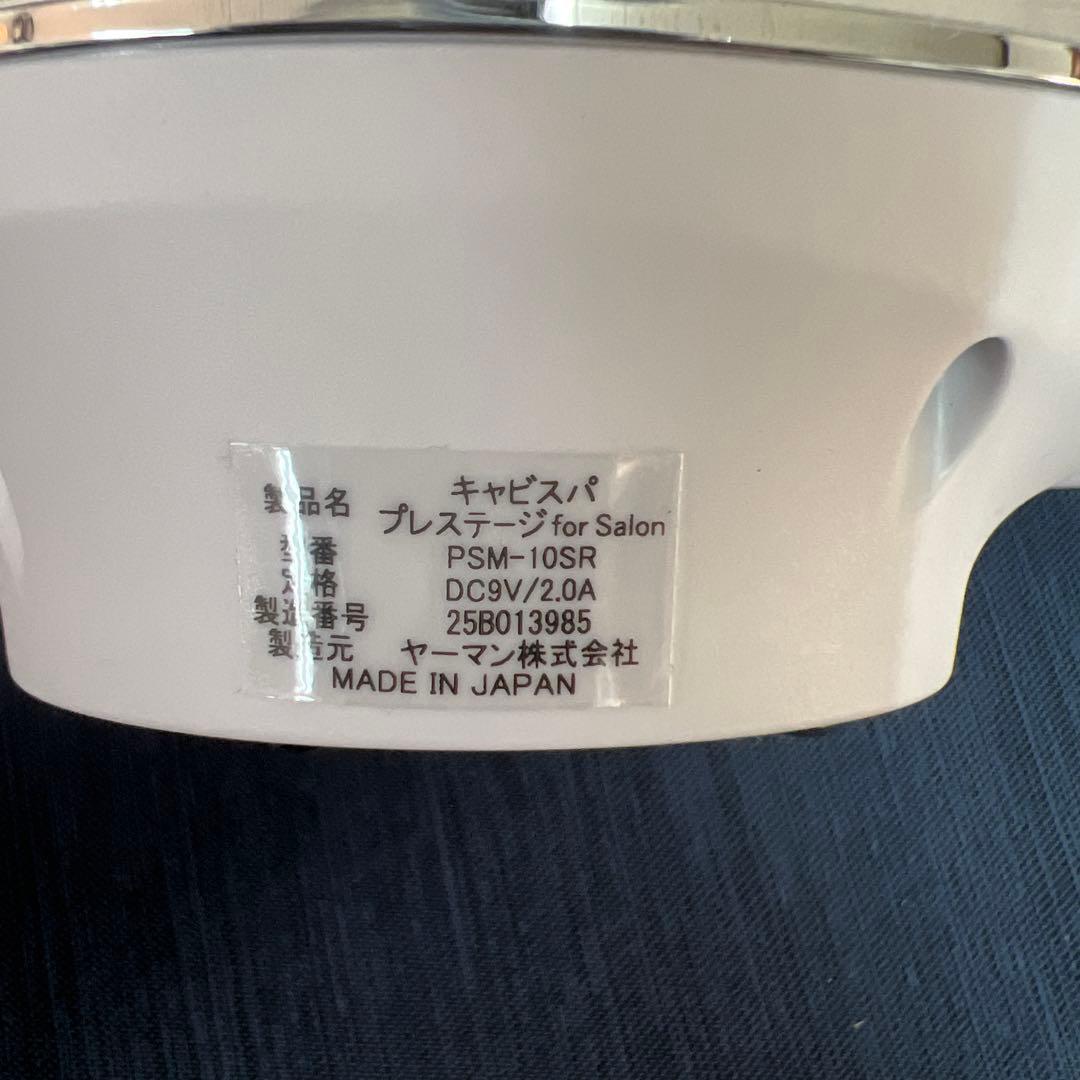 製品名 キャビスパ
プレステージ for Salon
型番 PSM-10SR
定格 DC9V/2.0A
製造番号 25B013985
製造元 ヤーマン株式会社
MADE IN JAPAN